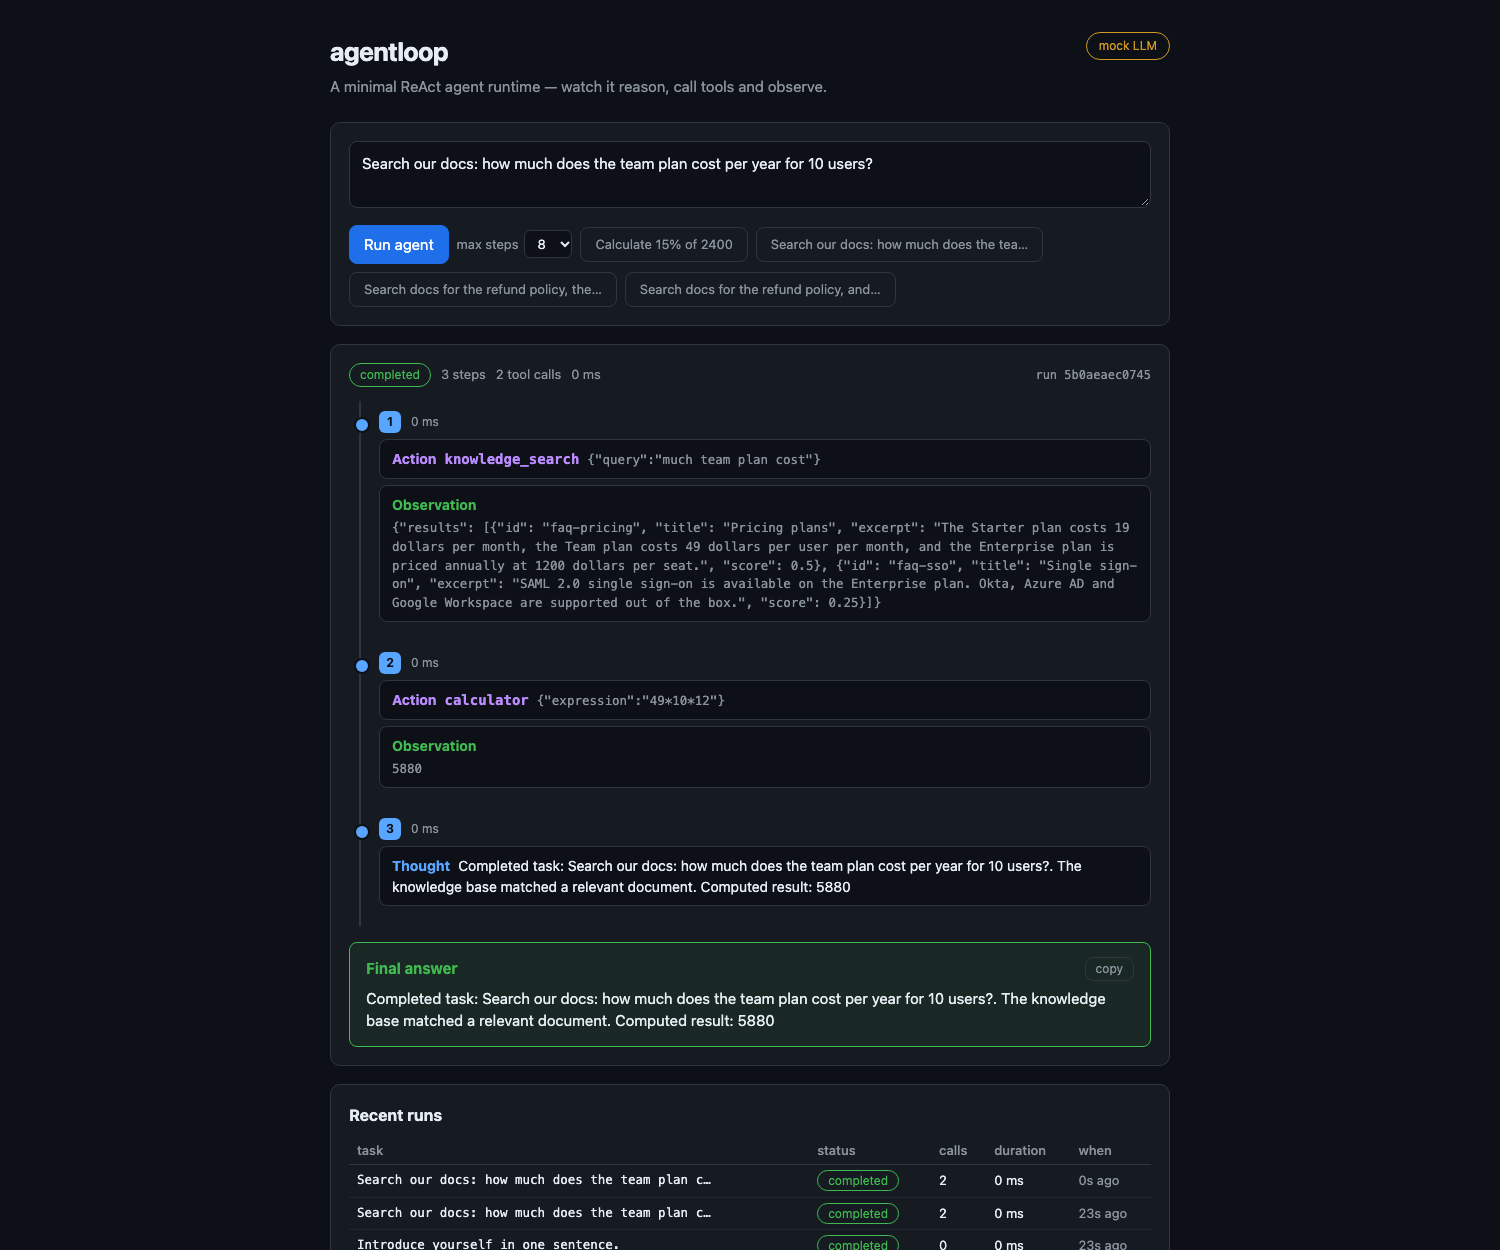 agentloop
mock LLM
A minimal ReAct agent runtime — watch it reason, call tools and observe.
Search our docs: how much does the team plan cost per year for 10 users?
Run agent max steps 8 Calculate 15% of 2400 Search our docs: how much does the tea...
Search docs for the refund policy, the... Search docs for the refund policy, and...
completed 3 steps 2 tool calls 0 ms run 5b0aeaec0745
1 0 ms
Action knowledge_search {"query":"much team plan cost"}
Observation
{"results": [{"id": "faq-pricing", "title": "Pricing plans", "excerpt": "The Starter plan costs 19
dollars per month, the Team plan costs 49 dollars per user per month, and the Enterprise plan is
priced annually at 1200 dollars per seat.", "score": 0.5}, {"id": "faq-sso", "title": "Single sign-
on", "excerpt": "SAML 2.0 single sign-on is available on the Enterprise plan. Okta, Azure AD and
Google Workspace are supported out of the box.", "score": 0.25}]}
2 0 ms
Action calculator {"expression":"49*10*12"}
Observation
5880
3 0 ms
Thought Completed task: Search our docs: how much does the team plan cost per year for 10 users?. The
knowledge base matched a relevant document. Computed result: 5880
Final answer copy
Completed task: Search our docs: how much does the team plan cost per year for 10 users?. The knowledge
base matched a relevant document. Computed result: 5880
Recent runs
task status calls duration when
Search our docs: how much does the team plan c… completed 2 0 ms 0s ago
Search our docs: how much does the team plan c… completed 2 0 ms 23s ago
Introduce yourself in one sentence. completed 0 0 ms 23s ago